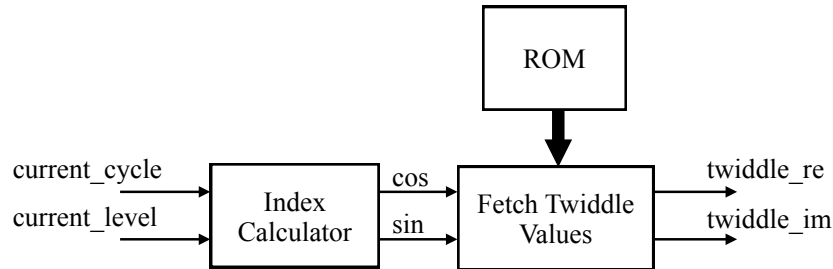 ROM
current_cycle
current_level
Index
Calculator
cos
sin
Fetch Twiddle
Values
twiddle_re
twiddle_im